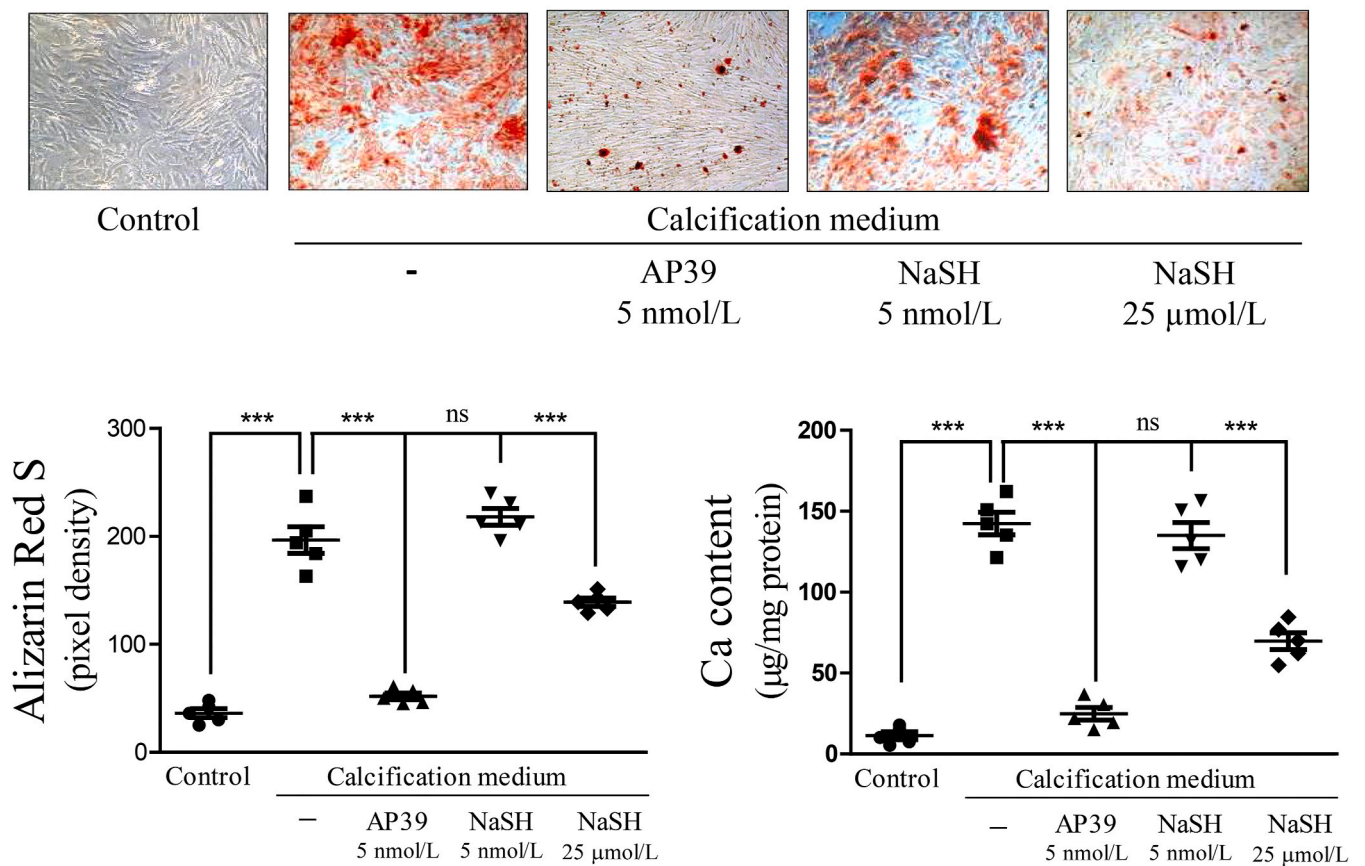 Control
Calcification medium
-
AP39
5 nmol/L
NaSH
5 nmol/L
NaSH
25 µmol/L
Alizarin Red S
(pixel density)
300
200
100
0
*** *** ns ***
Control
Calcification medium
–
AP39
5 nmol/L
NaSH
5 nmol/L
NaSH
25 µmol/L
Ca content
(µg/mg protein)
200
150
100
50
0
*** *** ns ***
Control
Calcification medium
–
AP39
5 nmol/L
NaSH
5 nmol/L
NaSH
25 µmol/L